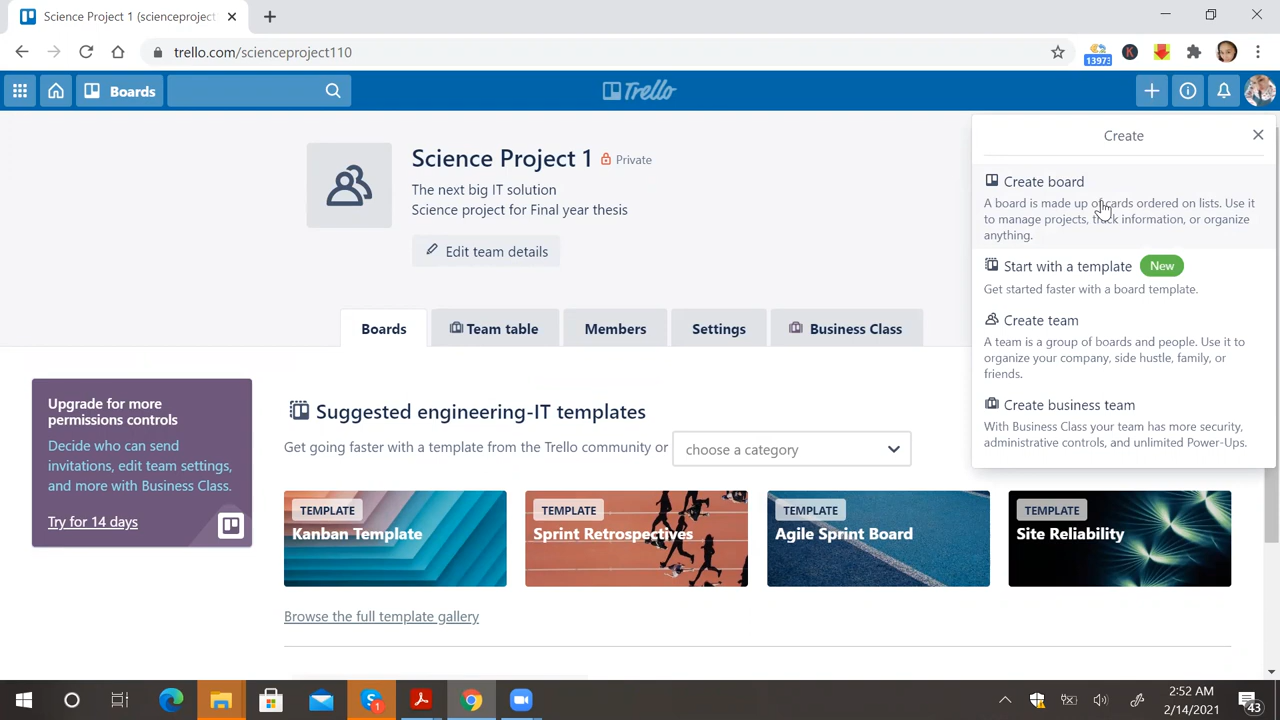 Science Project 1 (scienceproject
trello.com/scienceproject110
13973
Boards
Trello
Create
Create board
A board is made up of cards ordered on lists. Use it
to manage projects, track information, or organize
anything.
Start with a template New
Get started faster with a board template.
Create team
A team is a group of boards and people. Use it to
organize your company, side hustle, family, or
friends.
Create business team
With Business Class your team has more security,
administrative controls, and unlimited Power-Ups.
Science Project 1 Private
The next big IT solution
Science project for Final year thesis
Edit team details
Boards
Team table
Members
Settings
Business Class
Upgrade for more
permissions controls
Decide who can send
invitations, edit team settings,
and more with Business Class.
Try for 14 days
Suggested engineering-IT templates
Get going faster with a template from the Trello community or
choose a category
TEMPLATE
Kanban Template
TEMPLATE
Sprint Retrospectives
TEMPLATE
Agile Sprint Board
TEMPLATE
Site Reliability
Browse the full template gallery
1
2:52 AM
2/14/2021
43